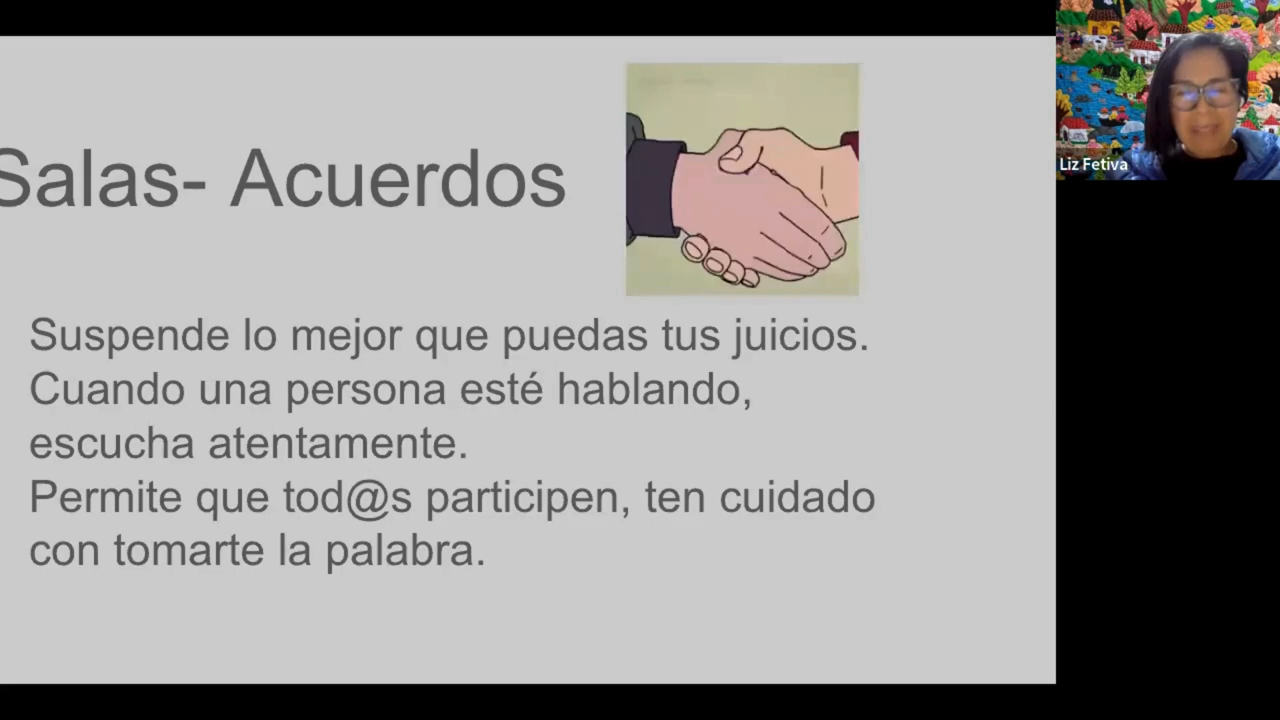 Salas- Acuerdos
Suspende lo mejor que puedas tus juicios.
Cuando una persona esté hablando,
escucha atentamente.
Permite que tod@s participen, ten cuidado
con tomarte la palabra.
Liz Fetiva